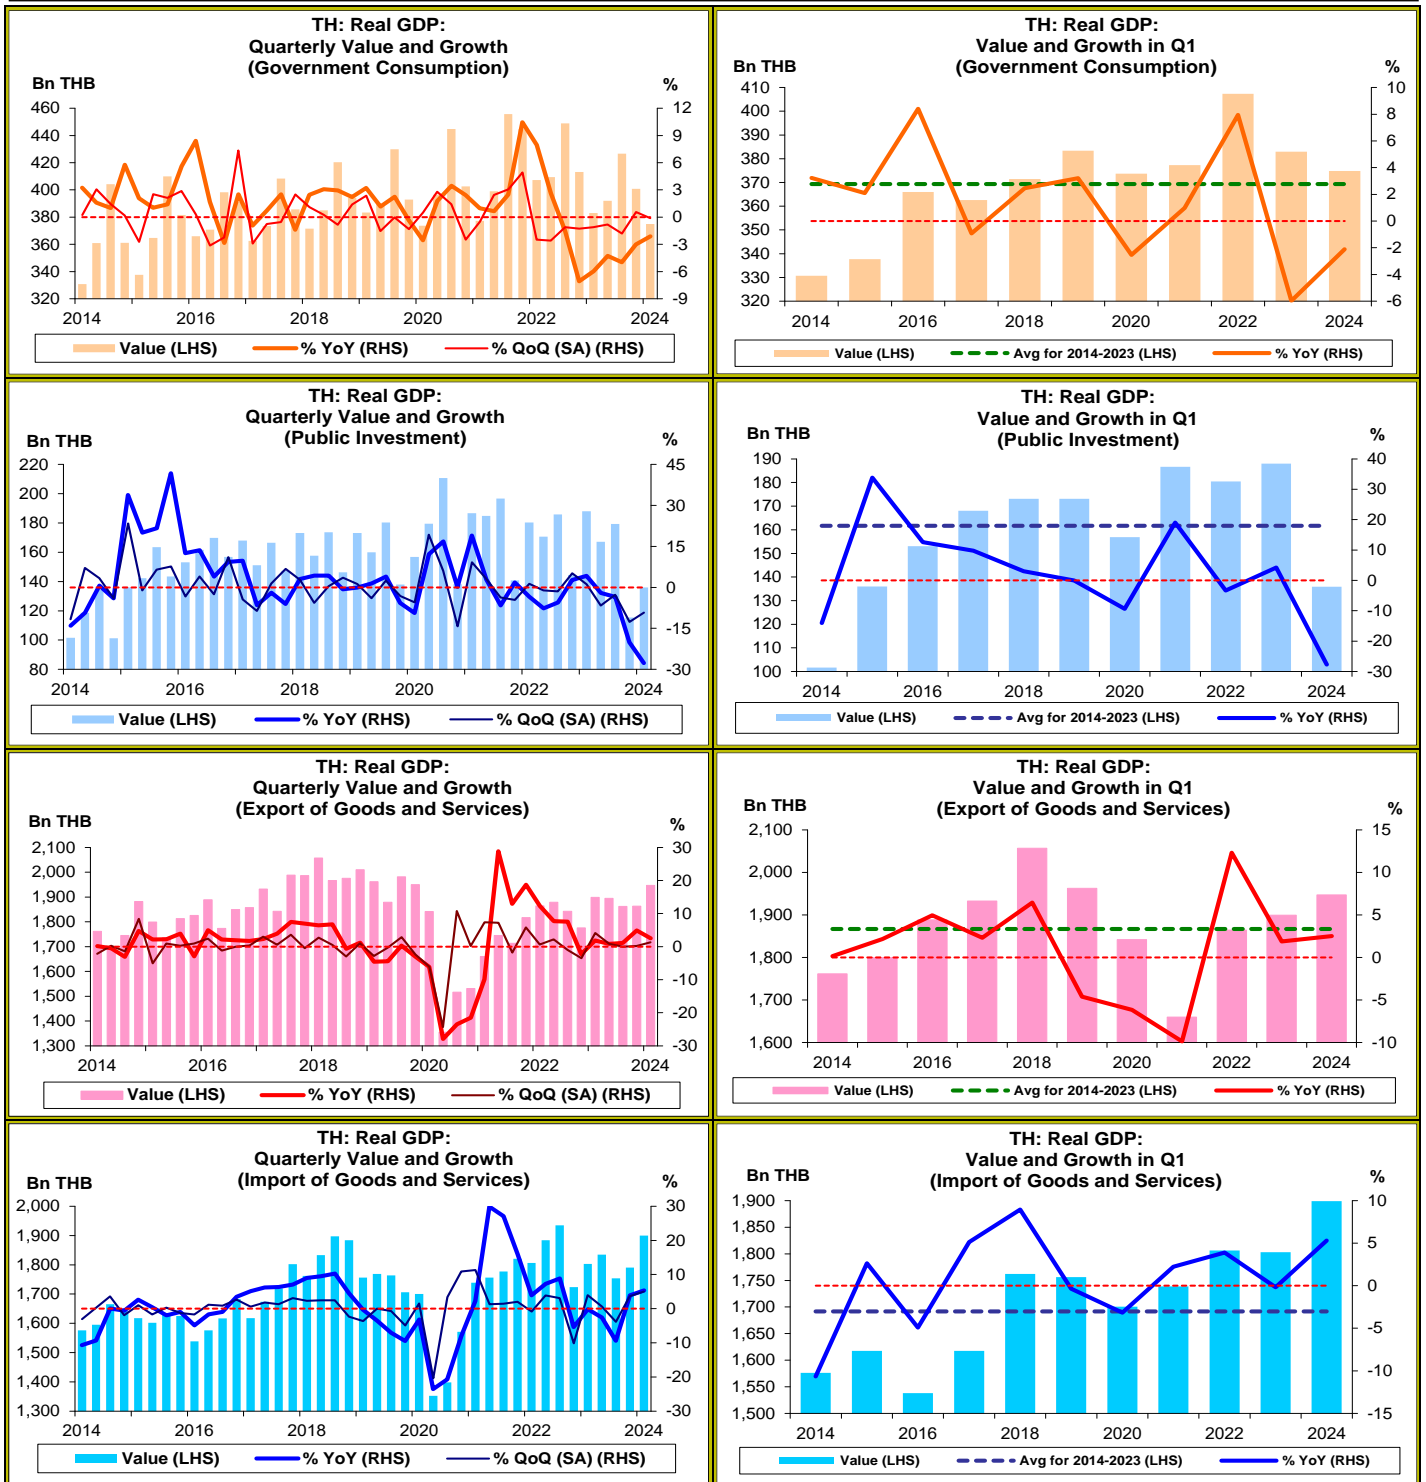 TH: Real GDP:
Quarterly Value and Growth
(Government Consumption)
Bn THB
%
460
440
420
400
380
360
340
320
12
9
6
3
0
-3
-6
-9
2014 2016 2018 2020 2022 2024
Value (LHS) % YoY (RHS) % QoQ (SA) (RHS)
TH: Real GDP:
Value and Growth in Q1
(Government Consumption)
Bn THB
%
410
400
390
380
370
360
350
340
330
320
10
8
6
4
2
0
-2
-4
-6
2014 2016 2018 2020 2022 2024
Value (LHS) Avg for 2014-2023 (LHS) % YoY (RHS)
TH: Real GDP:
Quarterly Value and Growth
(Public Investment)
Bn THB
%
220
200
180
160
140
120
100
80
45
30
15
0
-15
-30
2014 2016 2018 2020 2022 2024
Value (LHS) % YoY (RHS) % QoQ (SA) (RHS)
TH: Real GDP:
Value and Growth in Q1
(Public Investment)
Bn THB
%
190
180
170
160
150
140
130
120
110
100
40
30
20
10
0
-10
-20
-30
2014 2016 2018 2020 2022 2024
Value (LHS) Avg for 2014-2023 (LHS) % YoY (RHS)
TH: Real GDP:
Quarterly Value and Growth
(Export of Goods and Services)
Bn THB
%
2,100
2,000
1,900
1,800
1,700
1,600
1,500
1,400
1,300
30
20
10
0
-10
-20
-30
2014 2016 2018 2020 2022 2024
Value (LHS) % YoY (RHS) % QoQ (SA) (RHS)
TH: Real GDP:
Value and Growth in Q1
(Export of Goods and Services)
Bn THB
%
2,100
2,000
1,900
1,800
1,700
1,600
15
10
5
0
-5
-10
2014 2016 2018 2020 2022 2024
Value (LHS) Avg for 2014-2023 (LHS) % YoY (RHS)
TH: Real GDP:
Quarterly Value and Growth
(Import of Goods and Services)
Bn THB
%
2,000
1,900
1,800
1,700
1,600
1,500
1,400
1,300
30
20
10
0
-10
-20
-30
2014 2016 2018 2020 2022 2024
Value (LHS) % YoY (RHS) % QoQ (SA) (RHS)
TH: Real GDP:
Value and Growth in Q1
(Import of Goods and Services)
Bn THB
%
1,900
1,850
1,800
1,750
1,700
1,650
1,600
1,550
1,500
10
5
0
-5
-10
-15
2014 2016 2018 2020 2022 2024
Value (LHS) Avg for 2014-2023 (LHS) % YoY (RHS)